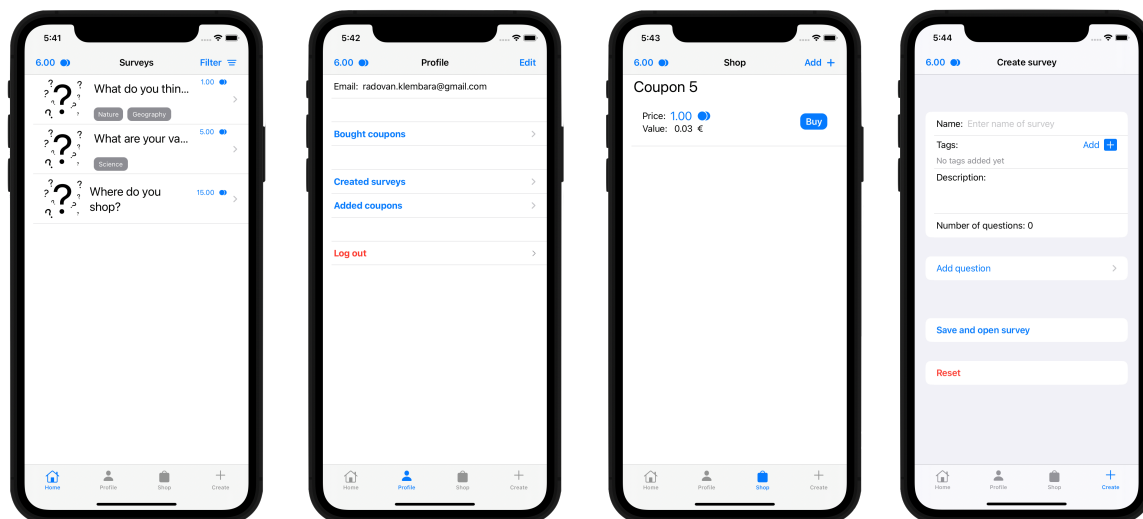 5:41
6.00 Surveys Filter
What do you thin... 1.00
Nature Geography
What are your va... 5.00
Science
Where do you shop? 15.00
Home Profile Shop Create
5:42
6.00 Profile Edit
Email: radovan.klembara@gmail.com
Bought coupons
Created surveys
Added coupons
Log out
Home Profile Shop Create
5:43
6.00 Shop Add +
Coupon 5
Price: 1.00
Buy
Value: 0.03 €
Home Profile Shop Create
5:44
6.00 Create survey
Name: Enter name of survey
Tags: Add +
No tags added yet
Description:
Number of questions: 0
Add question
Save and open survey
Reset
Home Profile Shop Create